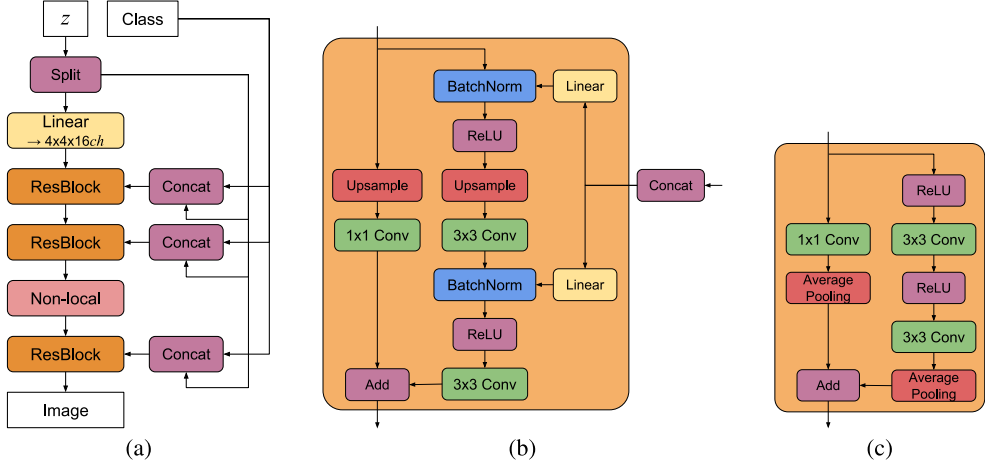 z
Class
Split
Linear
→ 4x4x16ch
ResBlock
Concat
ResBlock
Concat
Non-local
ResBlock
Concat
Image
(a)
BatchNorm
Linear
ReLU
Upsample
Upsample
Concat
1x1 Conv
3x3 Conv
BatchNorm
Linear
ReLU
Add
3x3 Conv
(b)
ReLU
1x1 Conv
3x3 Conv
Average
Pooling
ReLU
3x3 Conv
Add
Average
Pooling
(c)